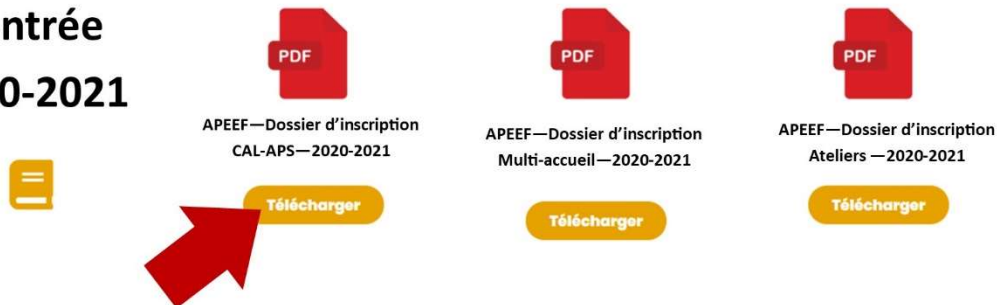 ntrée
0-2021
PDF
APEEF—Dossier d’inscription
CAL-APS—2020-2021
Télécharger
PDF
APEEF—Dossier d’inscription
Multi-accueil—2020-2021
Télécharger
PDF
APEEF—Dossier d’inscription
Ateliers —2020-2021
Télécharger